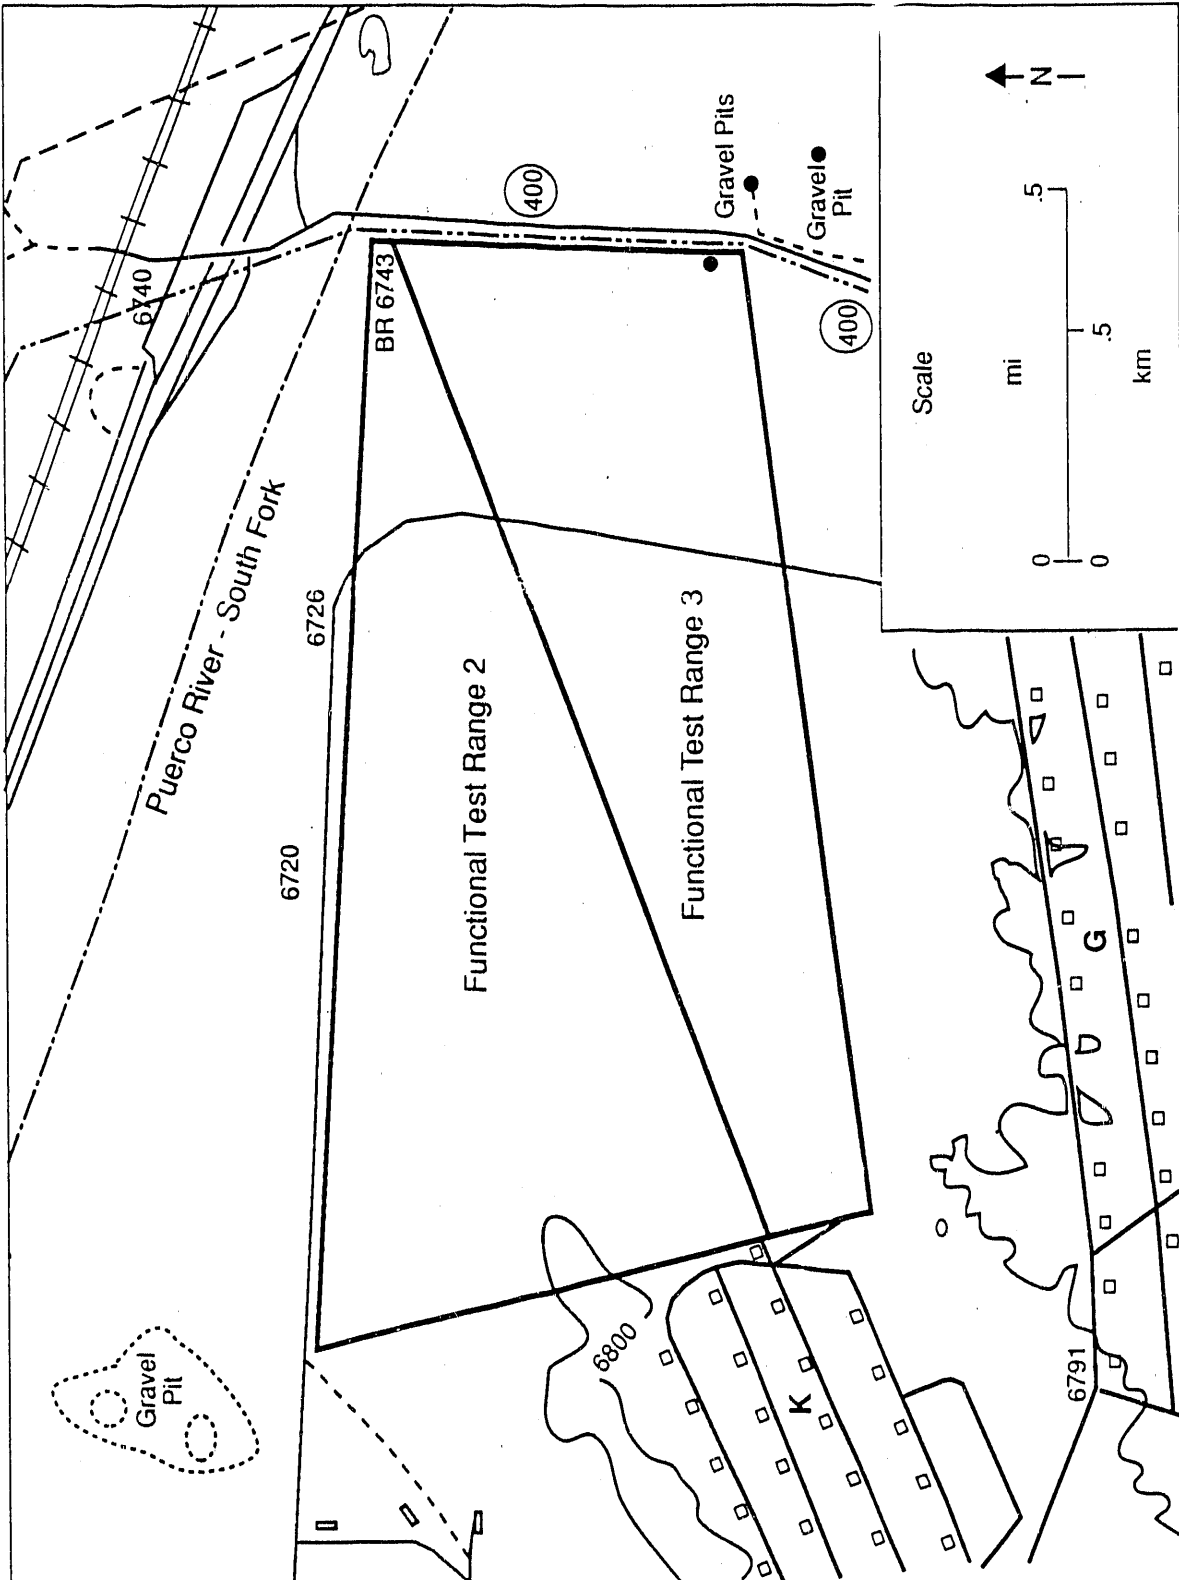 6740
400
Gravel Pits
Gravel
Pit
BR 6743
400
Puerco River - South Fork
6726
6720
Functional Test Range 2
Functional Test Range 3
Gravel
Pit
6800
K
G
6791
N
Scale
mi
0
.5
0
.5
km